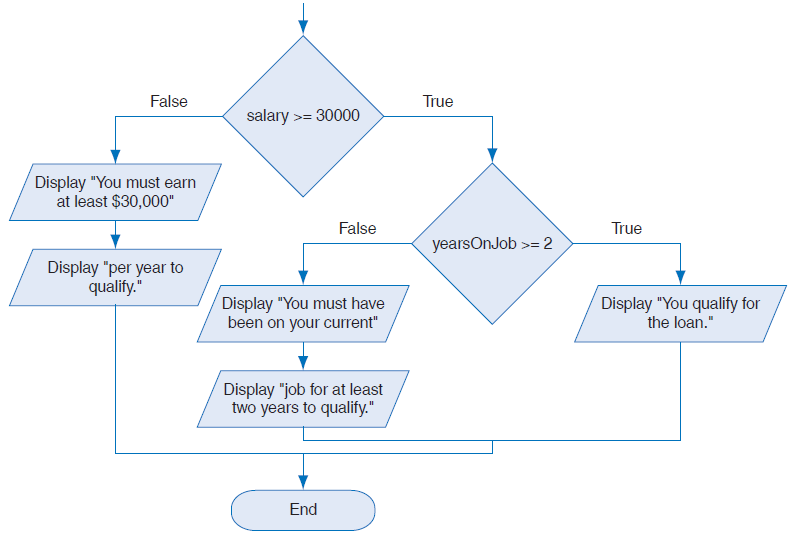 False
salary >= 30000
True
Display "You must earn
at least $30,000"
Display "per year to
qualify."
False
yearsOnJob >= 2
True
Display "You must have
been on your current"
Display "job for at least
two years to qualify."
Display "You qualify for
the loan."
End